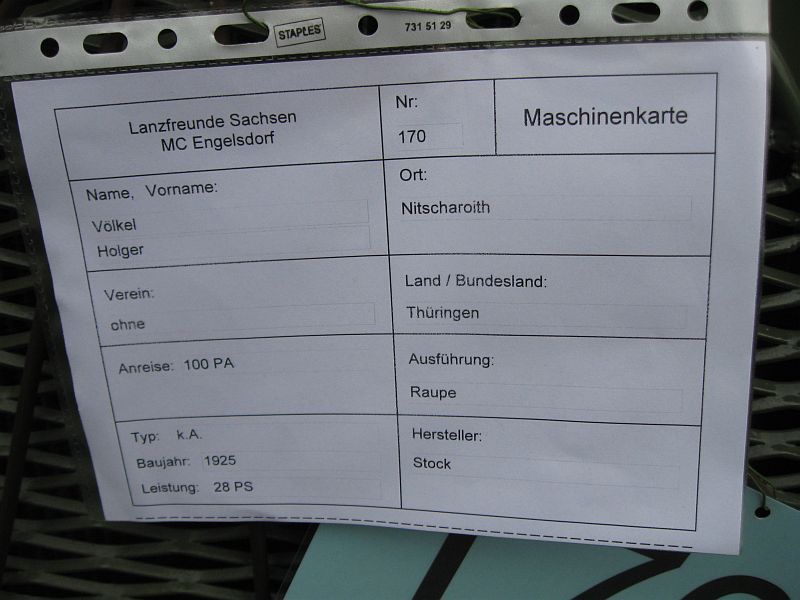 STAPLES
731 51 29
Lanzfreunde Sachsen
MC Engelsdorf
Nr:
170
Maschinenkarte
Name, Vorname:
Völkel
Holger
Ort:
Nitscharoith
Verein:
ohne
Land / Bundesland:
Thüringen
Anreise: 100 PA
Ausführung:
Raupe
Typ: k.A.
Baujahr: 1925
Leistung: 28 PS
Hersteller:
Stock